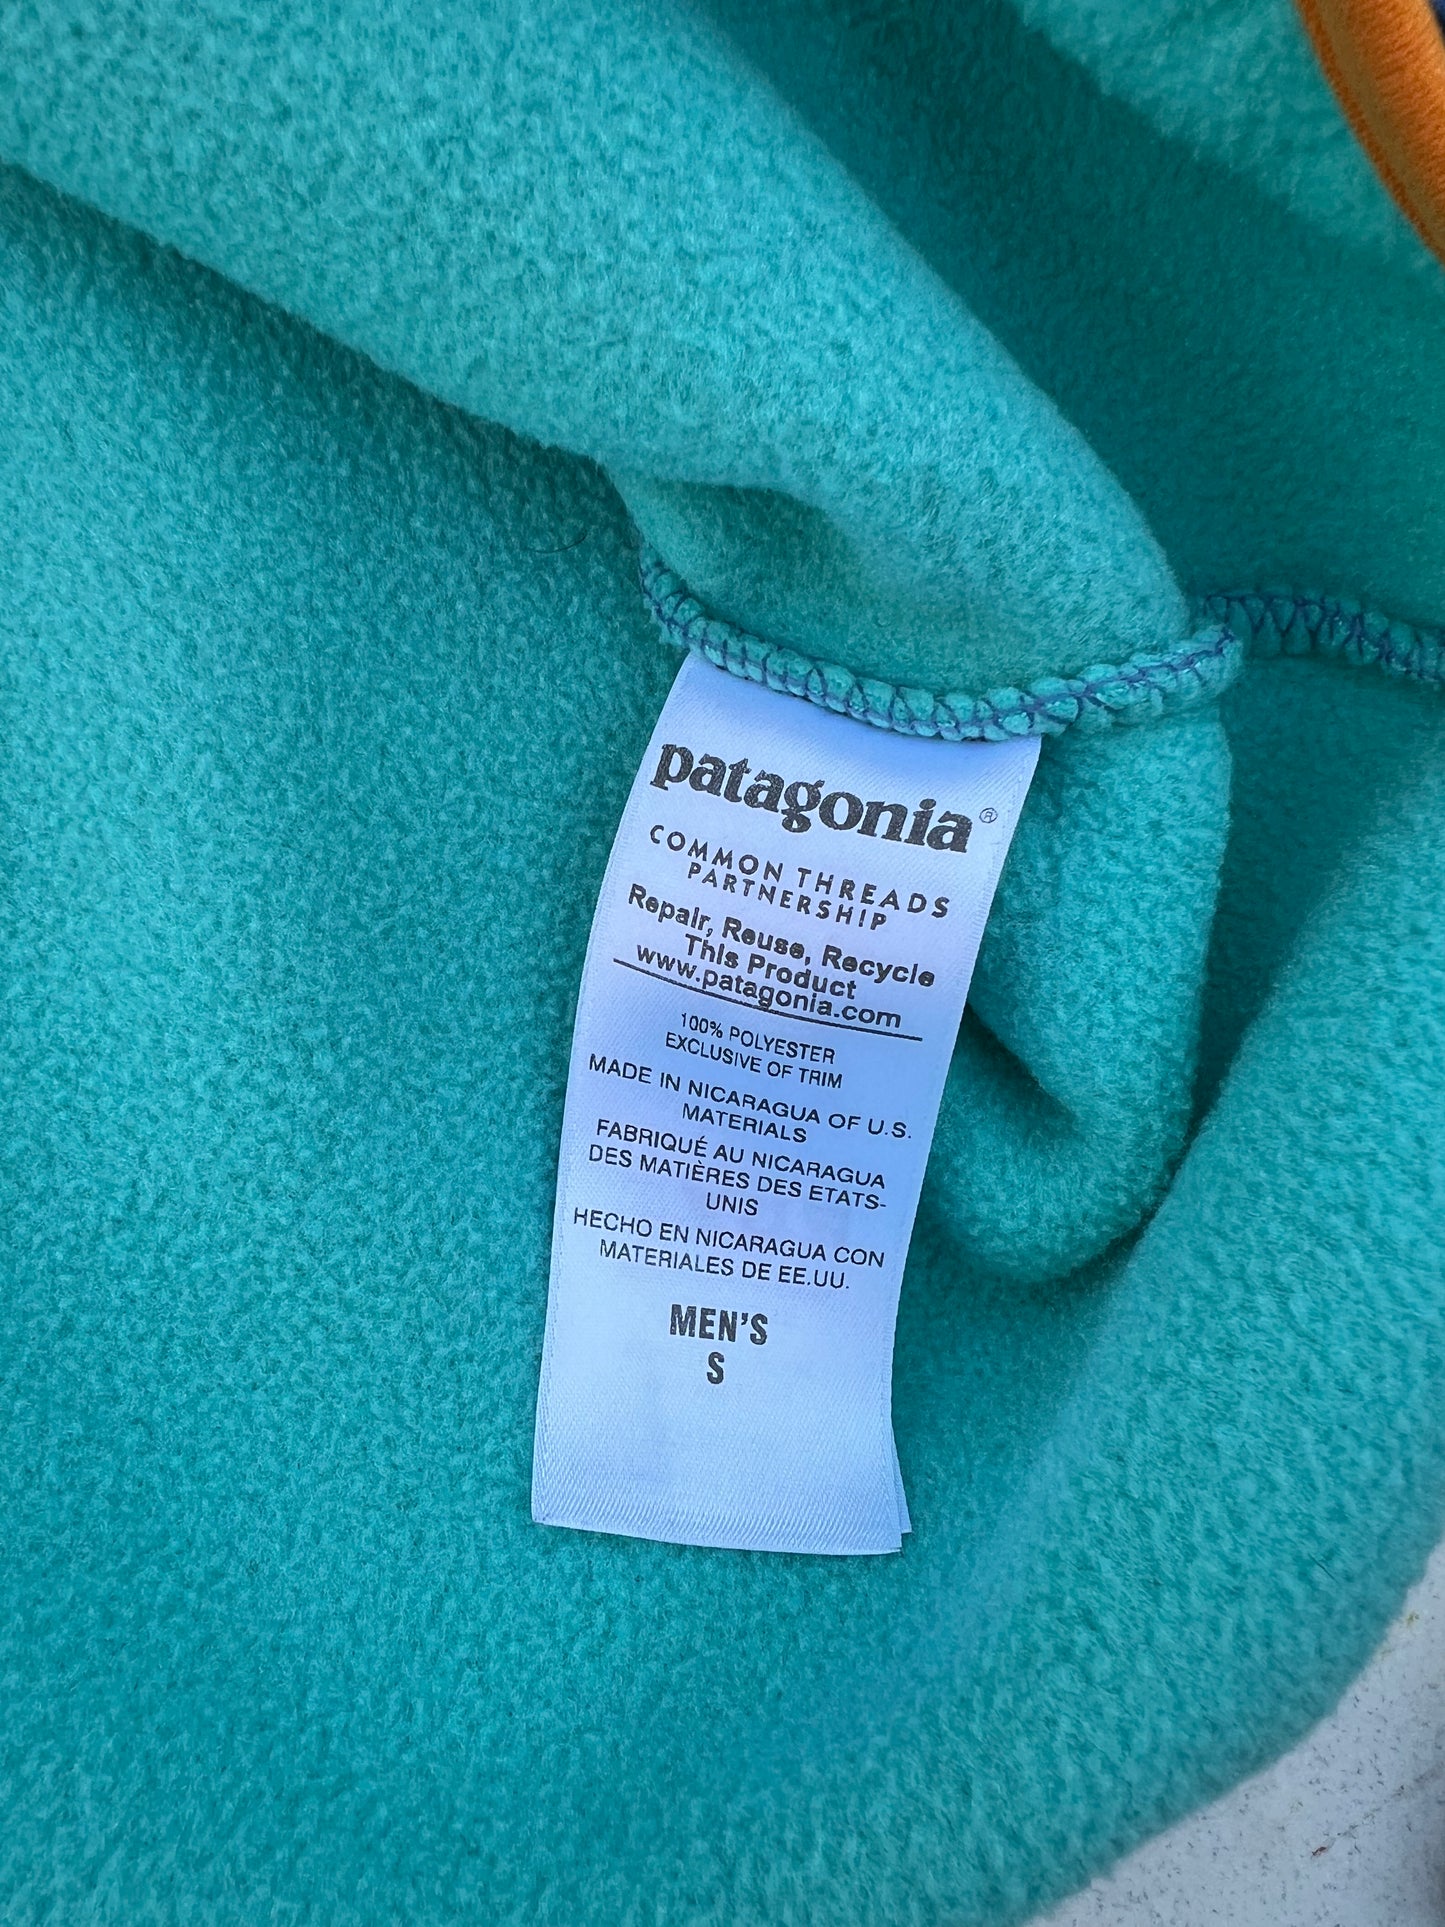 patagonia®
COMMON THREADS
PARTNERSHIP
Repair, Reuse, Recycle
This Product
www.patagonia.com
100% POLYESTER
EXCLUSIVE OF TRIM
MADE IN NICARAGUA OF U.S.
MATERIALS
FABRIQUÉ AU NICARAGUA
DES MATIÈRES DES ETATS-
UNIS
HECHO EN NICARAGUA CON
MATERIALES DE EE.UU.
MEN'S
S